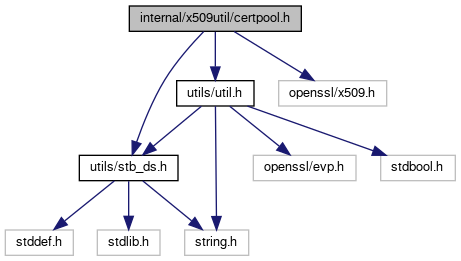 internal/x509util/certpool.h
utils/util.h
openssl/x509.h
utils/stb_ds.h
openssl/evp.h
stdbool.h
stddef.h
stdlib.h
string.h